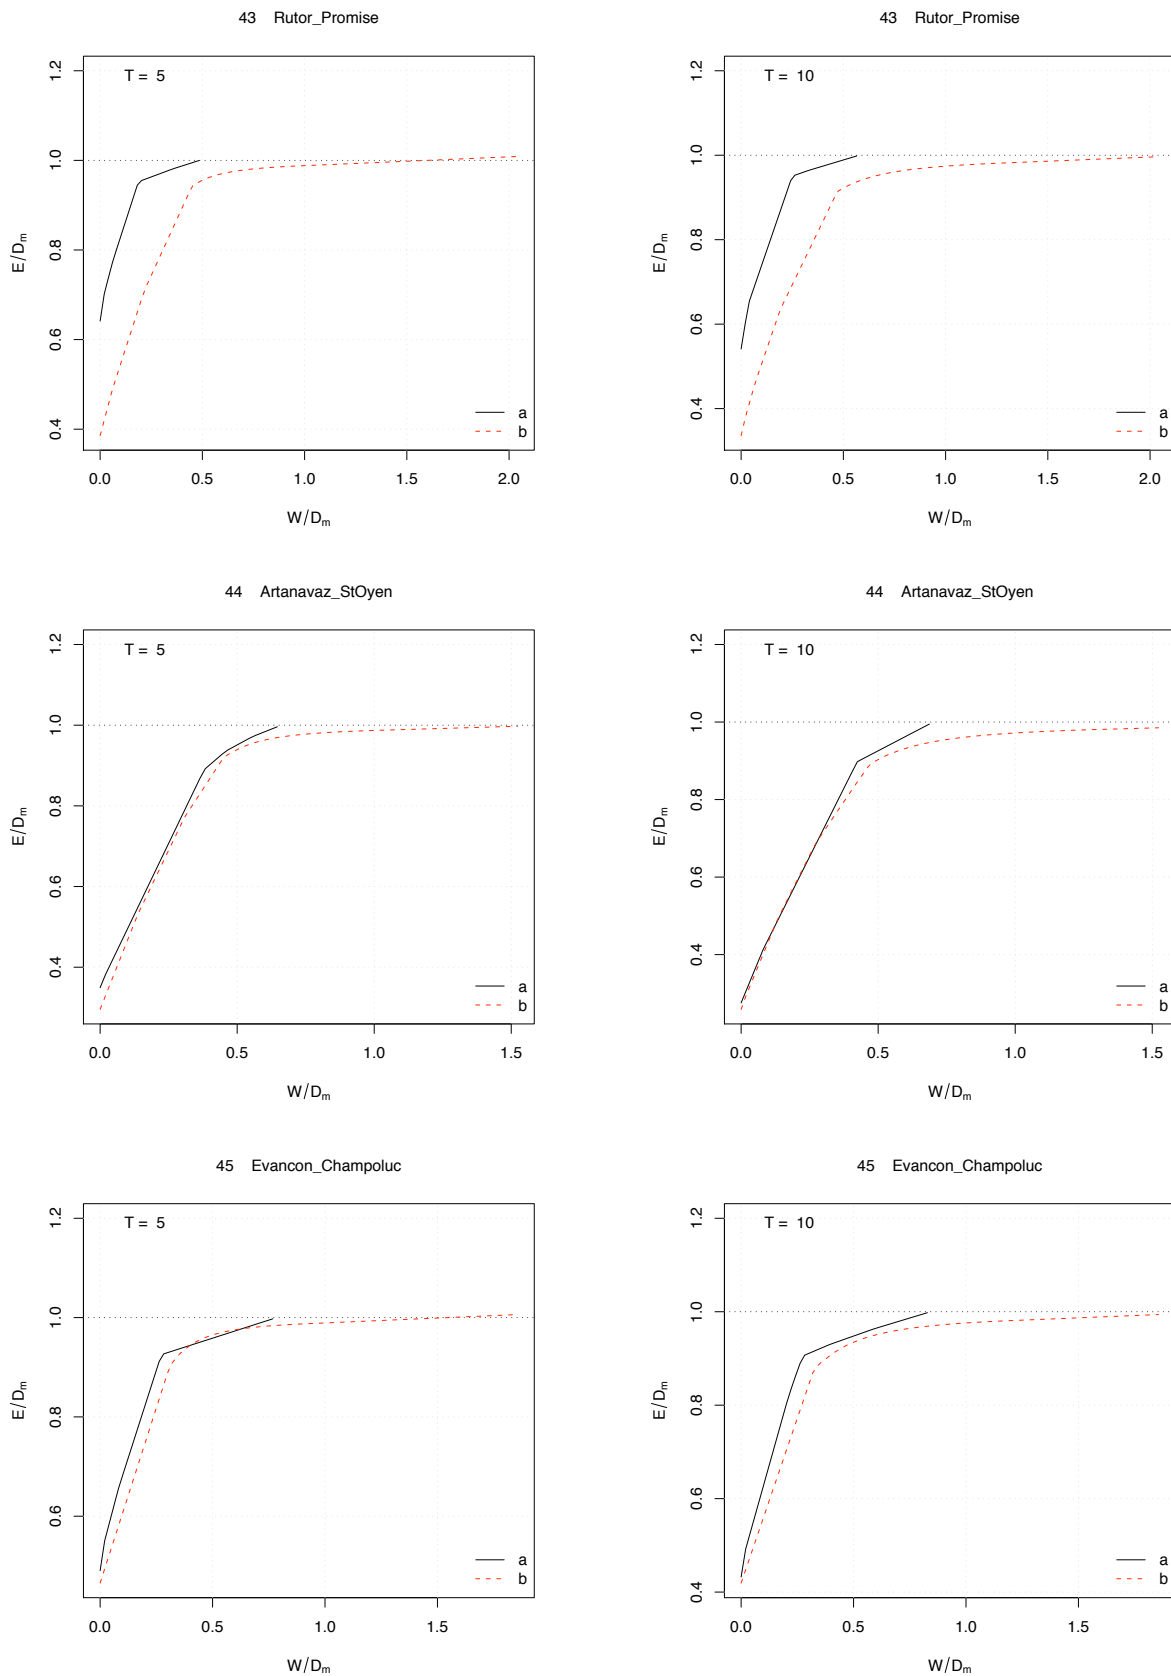 43 Rutor_Promise
T = 5
1.2
1.0
0.8
0.6
0.4
E/Dm
a
b
0.0 0.5 1.0 1.5 2.0
W/Dm
43 Rutor_Promise
T = 10
1.2
1.0
0.8
0.6
0.4
E/Dm
a
b
0.0 0.5 1.0 1.5 2.0
W/Dm
44 Artanavaz_StOyen
T = 5
1.2
1.0
0.8
0.6
0.4
E/Dm
a
b
0.0 0.5 1.0 1.5
W/Dm
44 Artanavaz_StOyen
T = 10
1.2
1.0
0.8
0.6
0.4
E/Dm
a
b
0.0 0.5 1.0 1.5
W/Dm
45 Evancon_Champoluc
T = 5
1.2
1.0
0.8
0.6
E/Dm
a
b
0.0 0.5 1.0 1.5
W/Dm
45 Evancon_Champoluc
T = 10
1.2
1.0
0.8
0.6
0.4
E/Dm
a
b
0.0 0.5 1.0 1.5
W/Dm